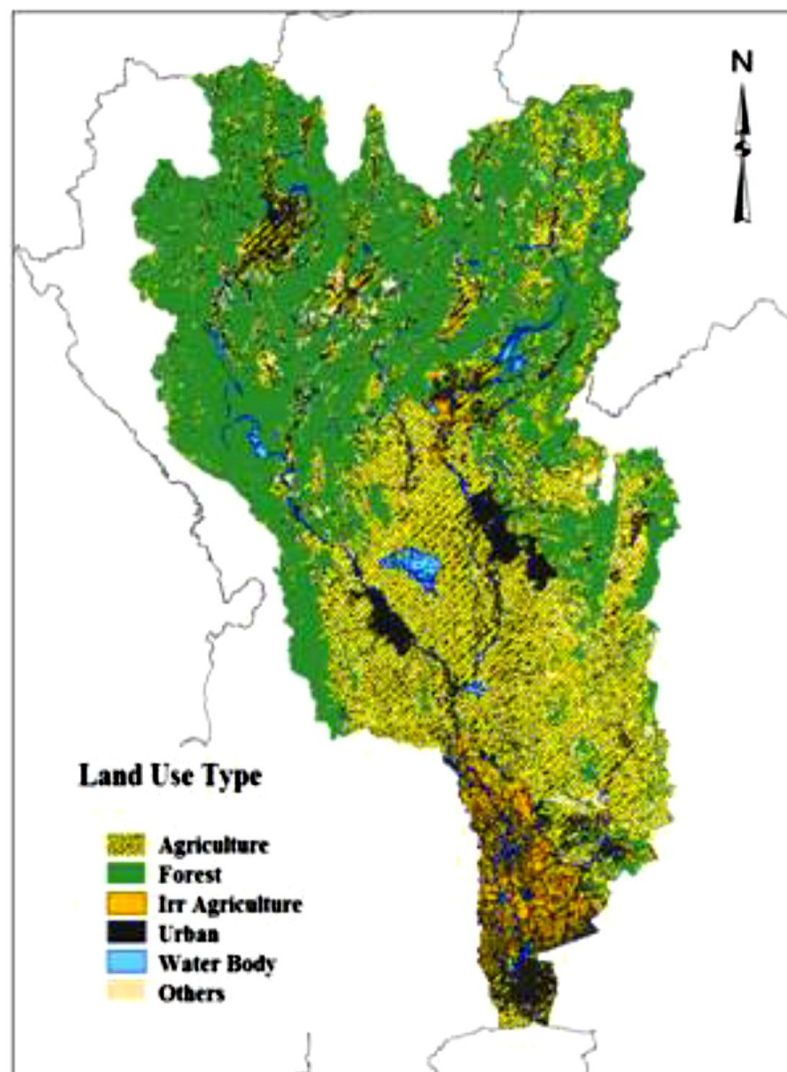 N
Land Use Type
Agriculture
Forest
Irr Agriculture
Urban
Water Body
Others